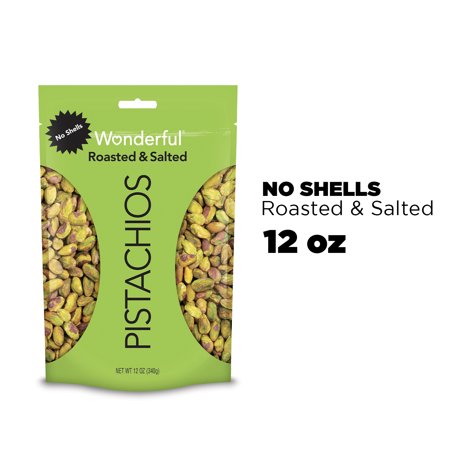 No Shells
Wonderful
Roasted & Salted
PISTACHIOS
NET WT 12 OZ (340g)
NO SHELLS
Roasted & Salted
12 oz